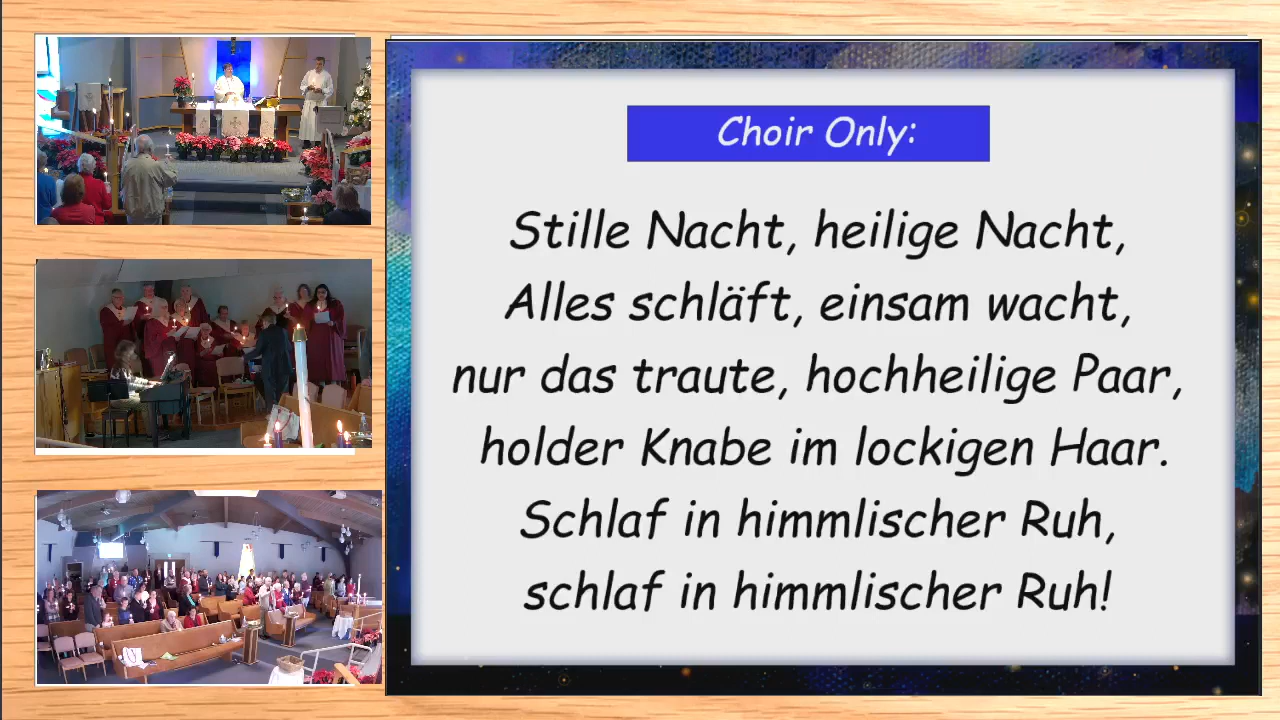 Choir Only:
Stille Nacht, heilige Nacht,
Alles schläft, einsam wacht,
nur das traute, hochheilige Paar,
holder Knabe im lockigen Haar.
Schlaf in himmlischer Ruh,
schlaf in himmlischer Ruh!